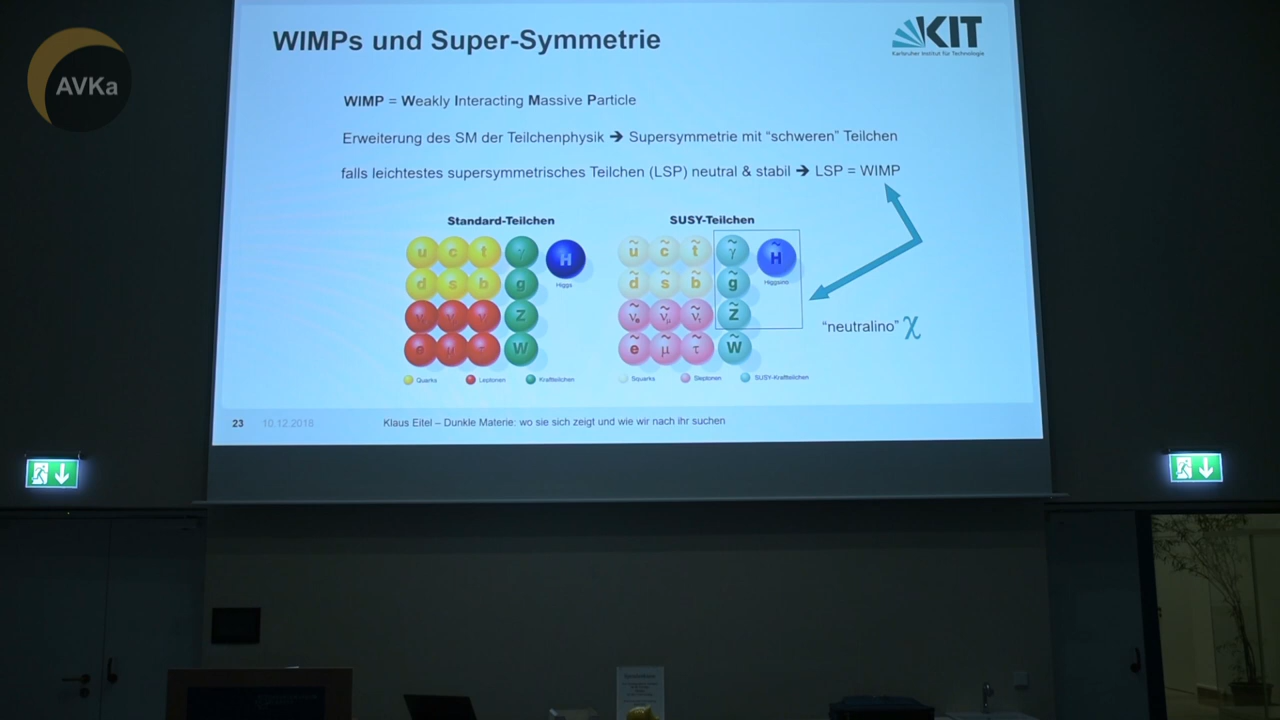 AVKa
WIMPs und Super-Symmetrie
KIT
Karlsruher Institut für Technologie
WIMP = Weakly Interacting Massive Particle
Erweiterung des SM der Teilchenphysik ➔ Supersymmetrie mit “schweren” Teilchen
falls leichtestes supersymmetrisches Teilchen (LSP) neutral & stabil ➔ LSP = WIMP
Standard-Teilchen
u c t γ H
d s b g
Higgs
ν ν ν Z
e μ τ W
Quarks Leptonen Kraftteilchen
SUSY-Teilchen
ũ c̃ t̃ γ̃ H̃
d̃ s̃ b̃ g̃
Higgsino
ν̃e ν̃μ ν̃τ Z̃
ẽ μ̃ τ̃ W̃
Squarks Sleptonen SUSY-Kraftteilchen
“neutralino” χ
23 10.12.2018 Klaus Eitel – Dunkle Materie: wo sie sich zeigt und wie wir nach ihr suchen